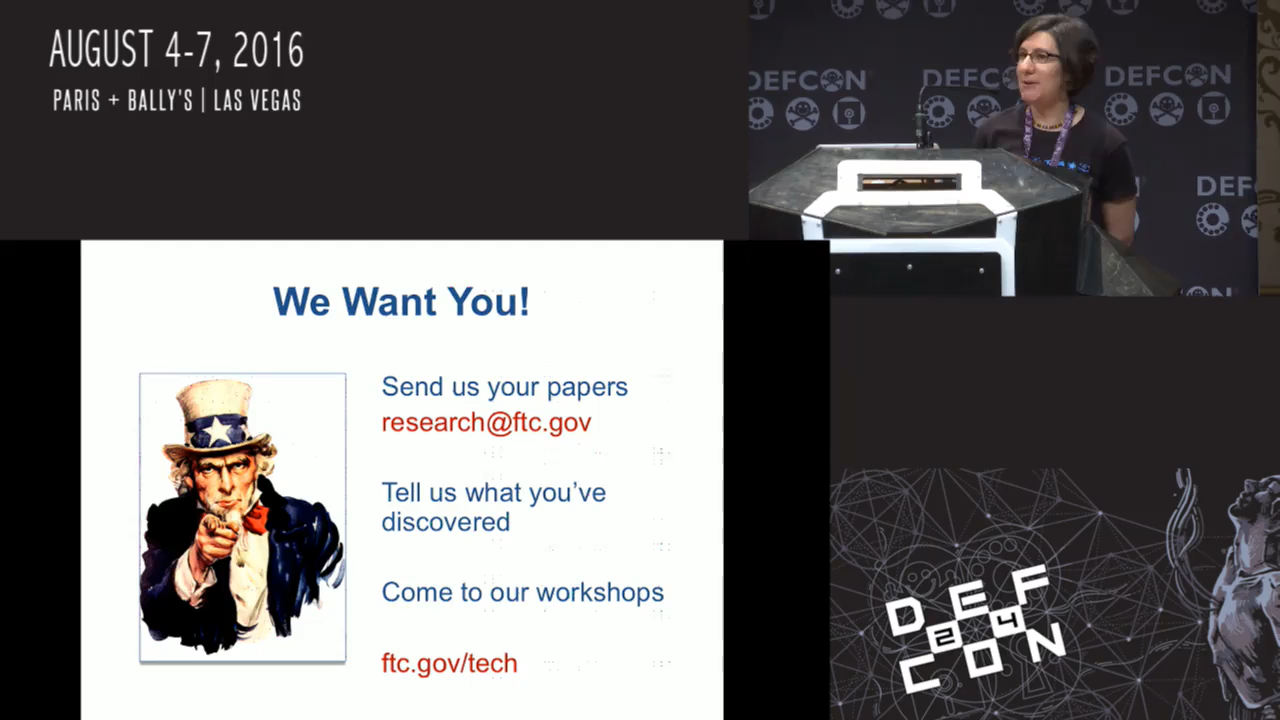 AUGUST 4-7, 2016
PARIS + BALLY'S | LAS VEGAS
DEFCON
DEFC
DEFCON
DEF
We Want You!
Send us your papers
research@ftc.gov
Tell us what you've
discovered
Come to our workshops
ftc.gov/tech
DEF
24
CON